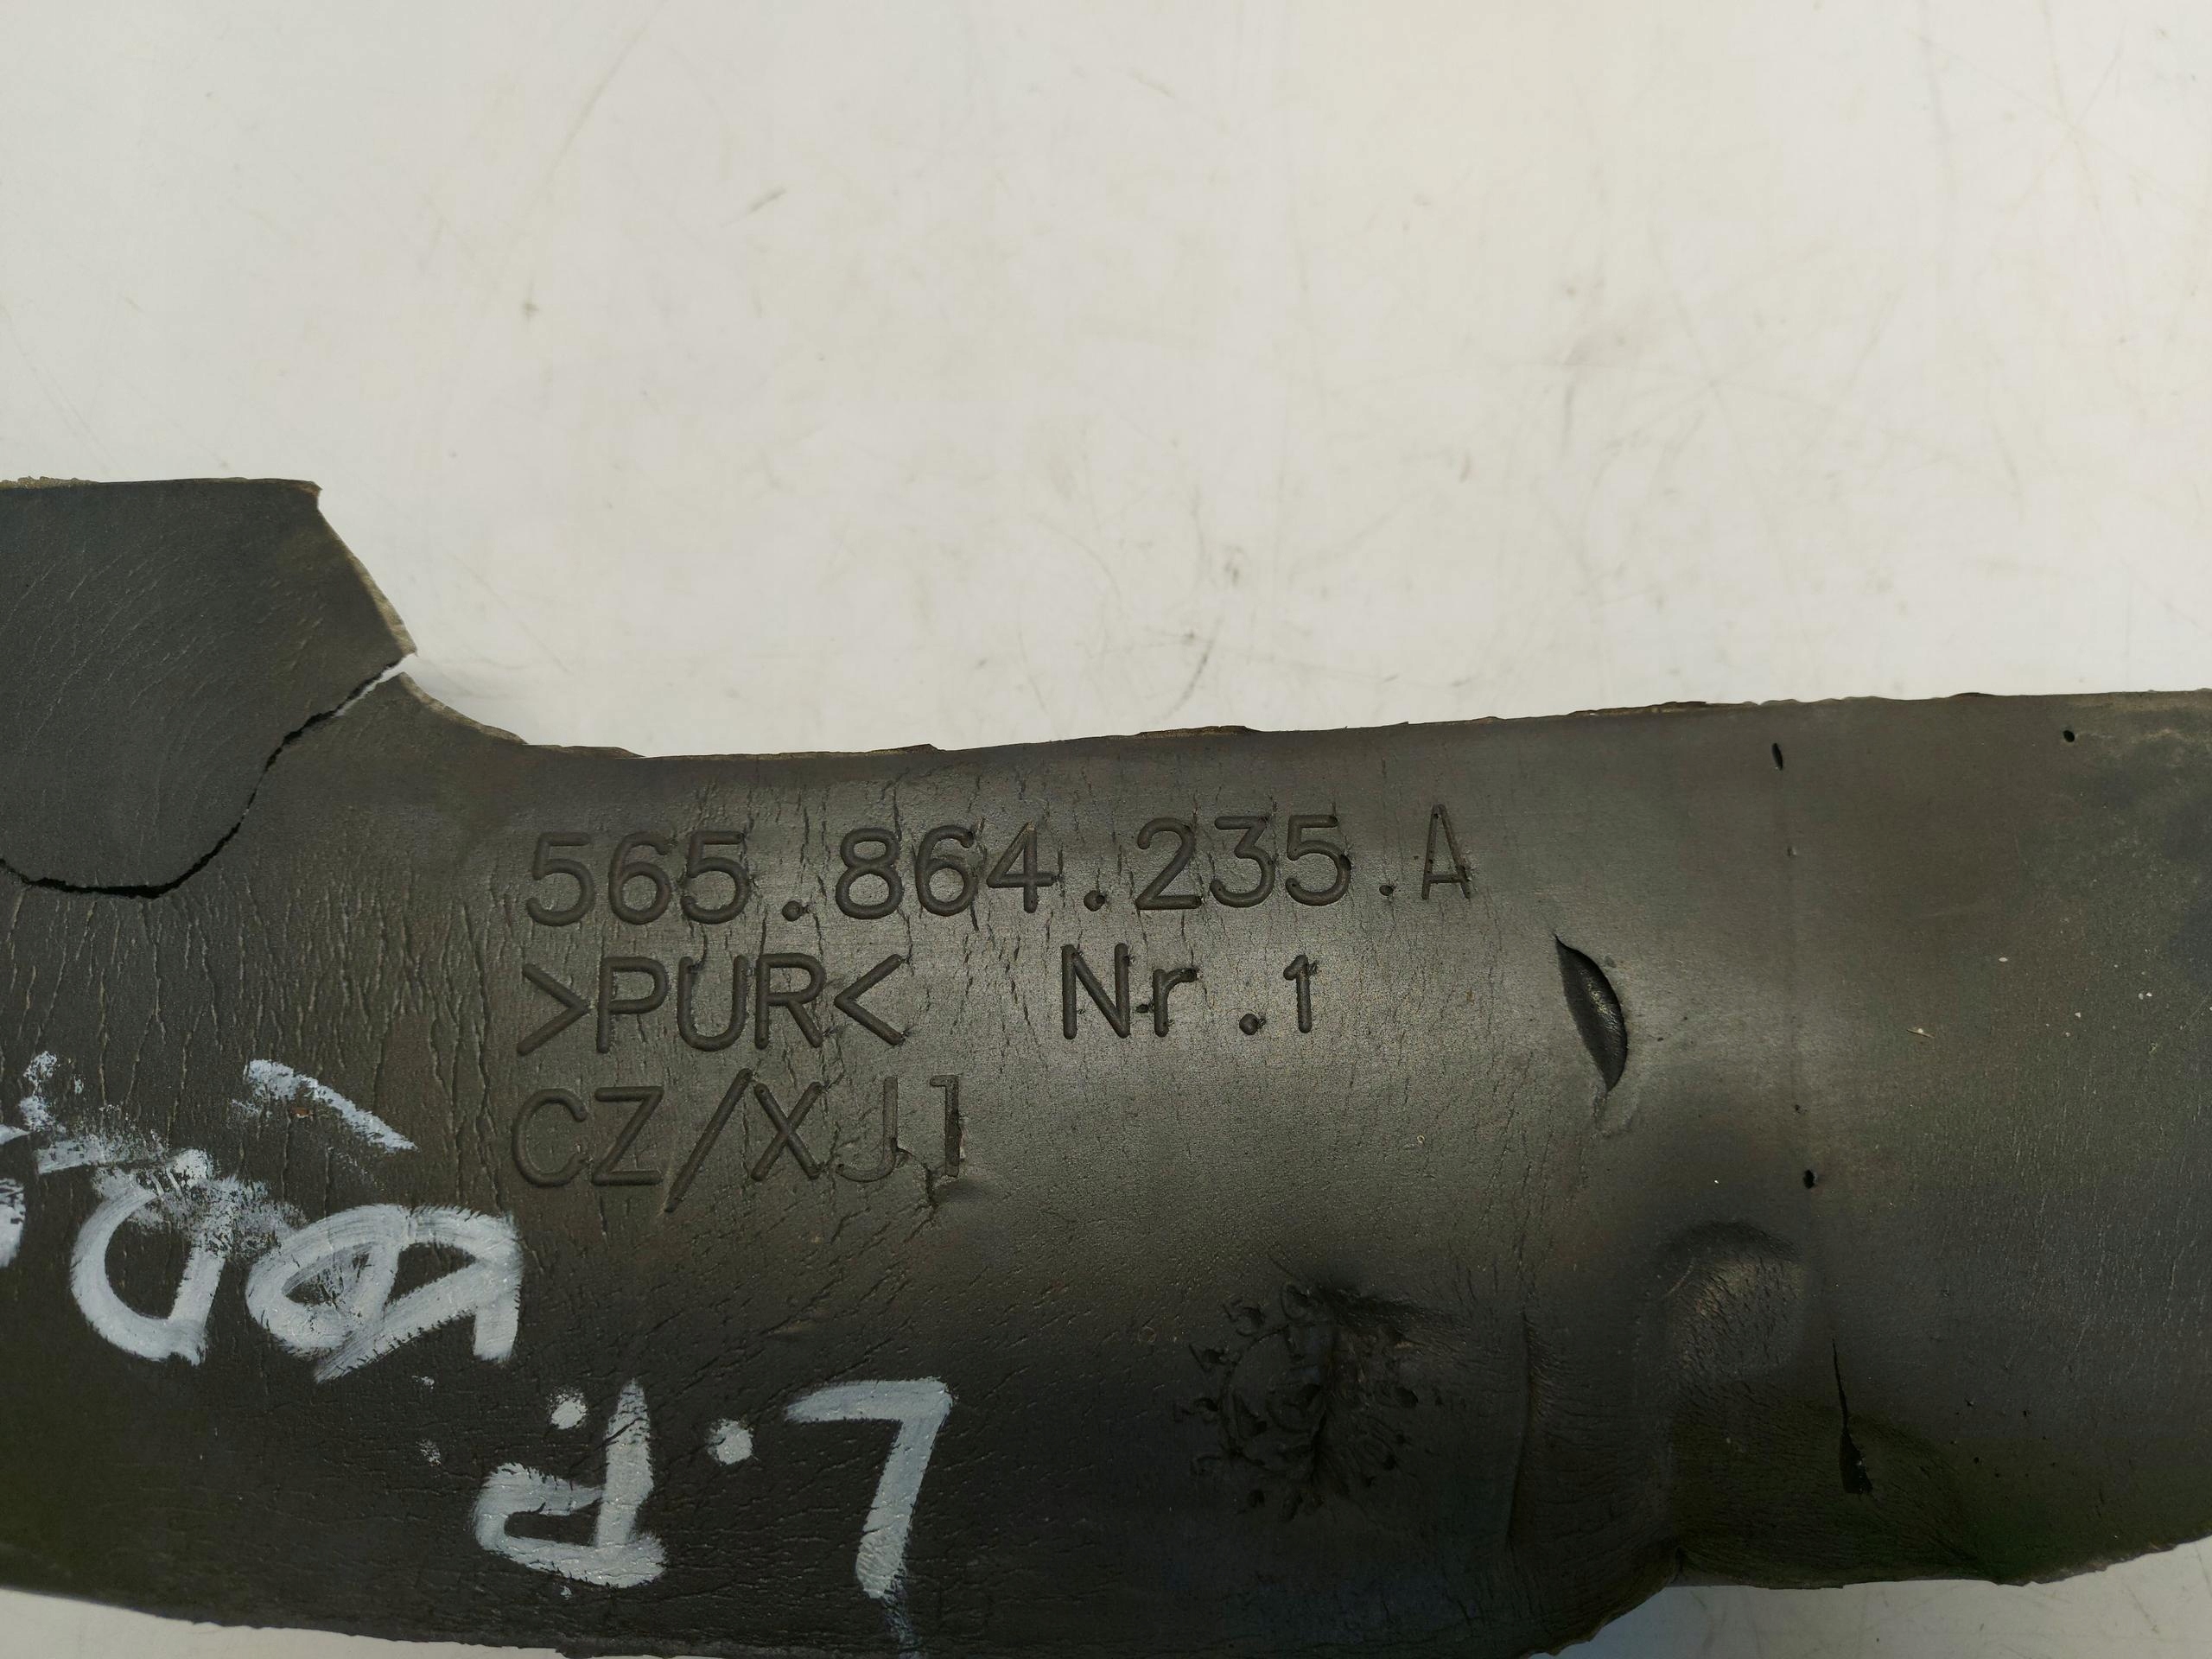 565.864.235.A
>PUR< Nr.1
CZ/XJ1
L.P.